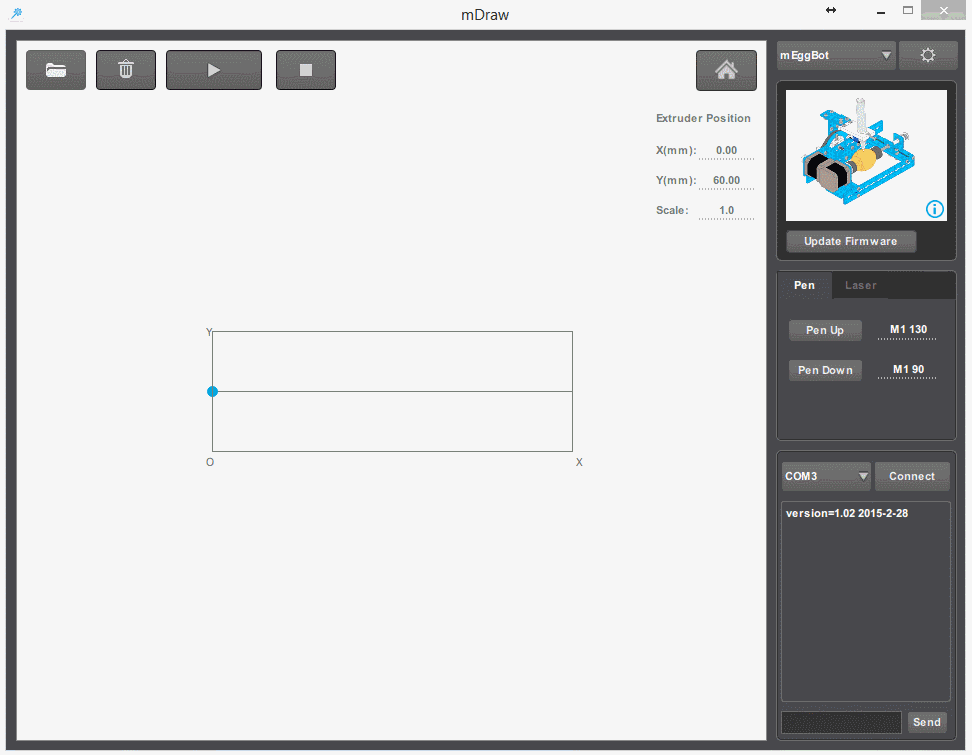 mDraw
mEggBot
Extruder Position
X(mm): 0.00
Y(mm): 60.00
Scale: 1.0
Update Firmware
Pen Laser
Pen Up M1 130
Pen Down M1 90
Y
O X
COM3 Connect
version=1.02 2015-2-28
Send